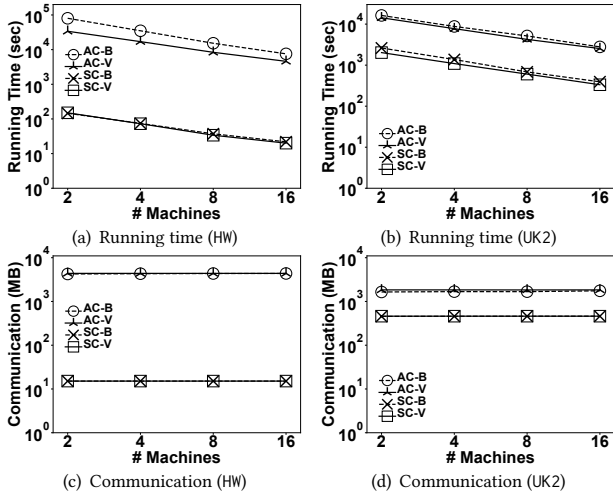 Running Time (sec)
10^5
10^4
10^3
10^2
10^1
10^0
AC-B
AC-V
SC-B
SC-V
2 4 8 16
# Machines
(a) Running time (HW)
Running Time (sec)
10^4
10^3
10^2
10^1
10^0
AC-B
AC-V
SC-B
SC-V
2 4 8 16
# Machines
(b) Running time (UK2)
Communication (MB)
10^4
10^3
10^2
10^1
10^0
AC-B
AC-V
SC-B
SC-V
2 4 8 16
# Machines
(c) Communication (HW)
Communication (MB)
10^4
10^3
10^2
10^1
10^0
AC-B
AC-V
SC-B
SC-V
2 4 8 16
# Machines
(d) Communication (UK2)